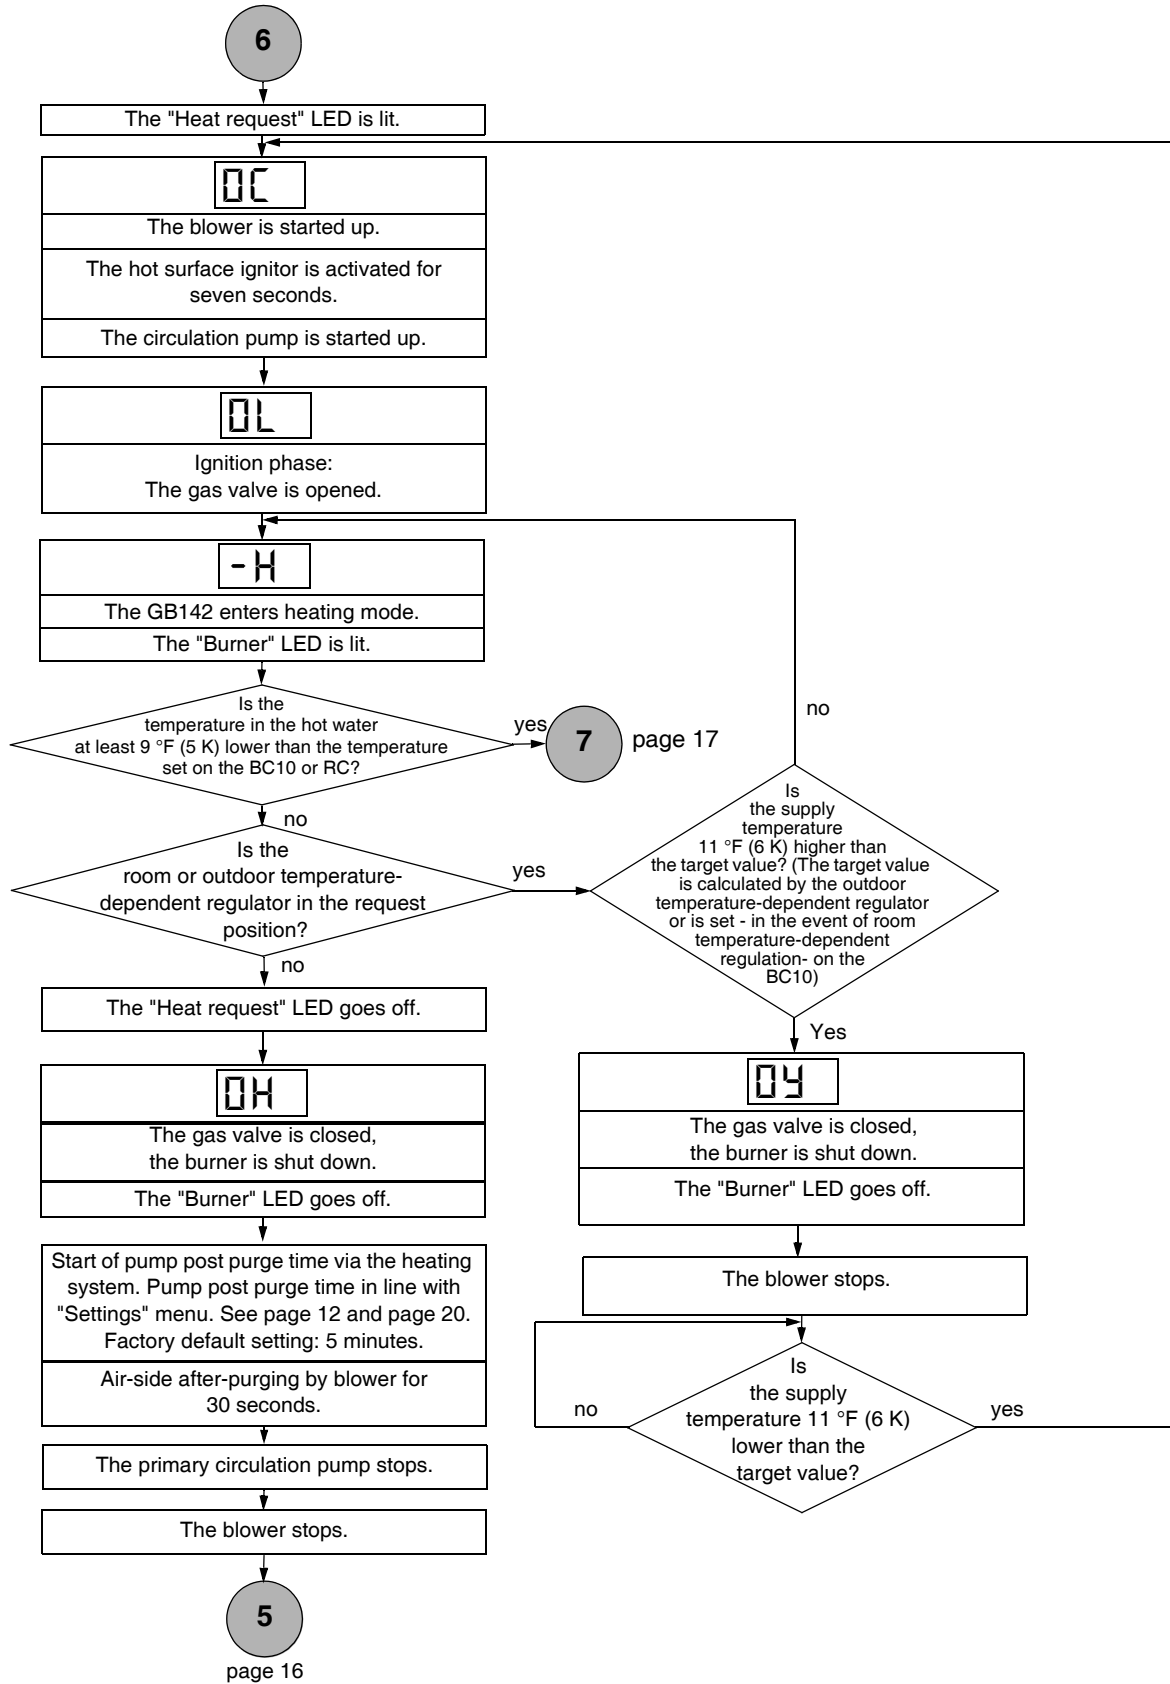 6
The "Heat request" LED is lit.
0C
The blower is started up.
The hot surface ignitor is activated for
seven seconds.
The circulation pump is started up.
0L
Ignition phase:
The gas valve is opened.
-H
The GB142 enters heating mode.
The "Burner" LED is lit.
Is the
temperature in the hot water
at least 9 °F (5 K) lower than the temperature
set on the BC10 or RC?
yes
7
page 17
no
Is the
room or outdoor temperature-
dependent regulator in the request
position?
yes
no
Is
the supply
temperature
11 °F (6 K) higher than
the target value? (The target value
is calculated by the outdoor
temperature-dependent regulator
or is set - in the event of room
temperature-dependent
regulation- on the
BC10)
no
Yes
The "Heat request" LED goes off.
0H
The gas valve is closed,
the burner is shut down.
The "Burner" LED goes off.
Start of pump post purge time via the heating
system. Pump post purge time in line with
"Settings" menu. See page 12 and page 20.
Factory default setting: 5 minutes.
Air-side after-purging by blower for
30 seconds.
The primary circulation pump stops.
The blower stops.
5
page 16
0Y
The gas valve is closed,
the burner is shut down.
The "Burner" LED goes off.
The blower stops.
Is
the supply
temperature 11 °F (6 K)
lower than the
target value?
no
yes